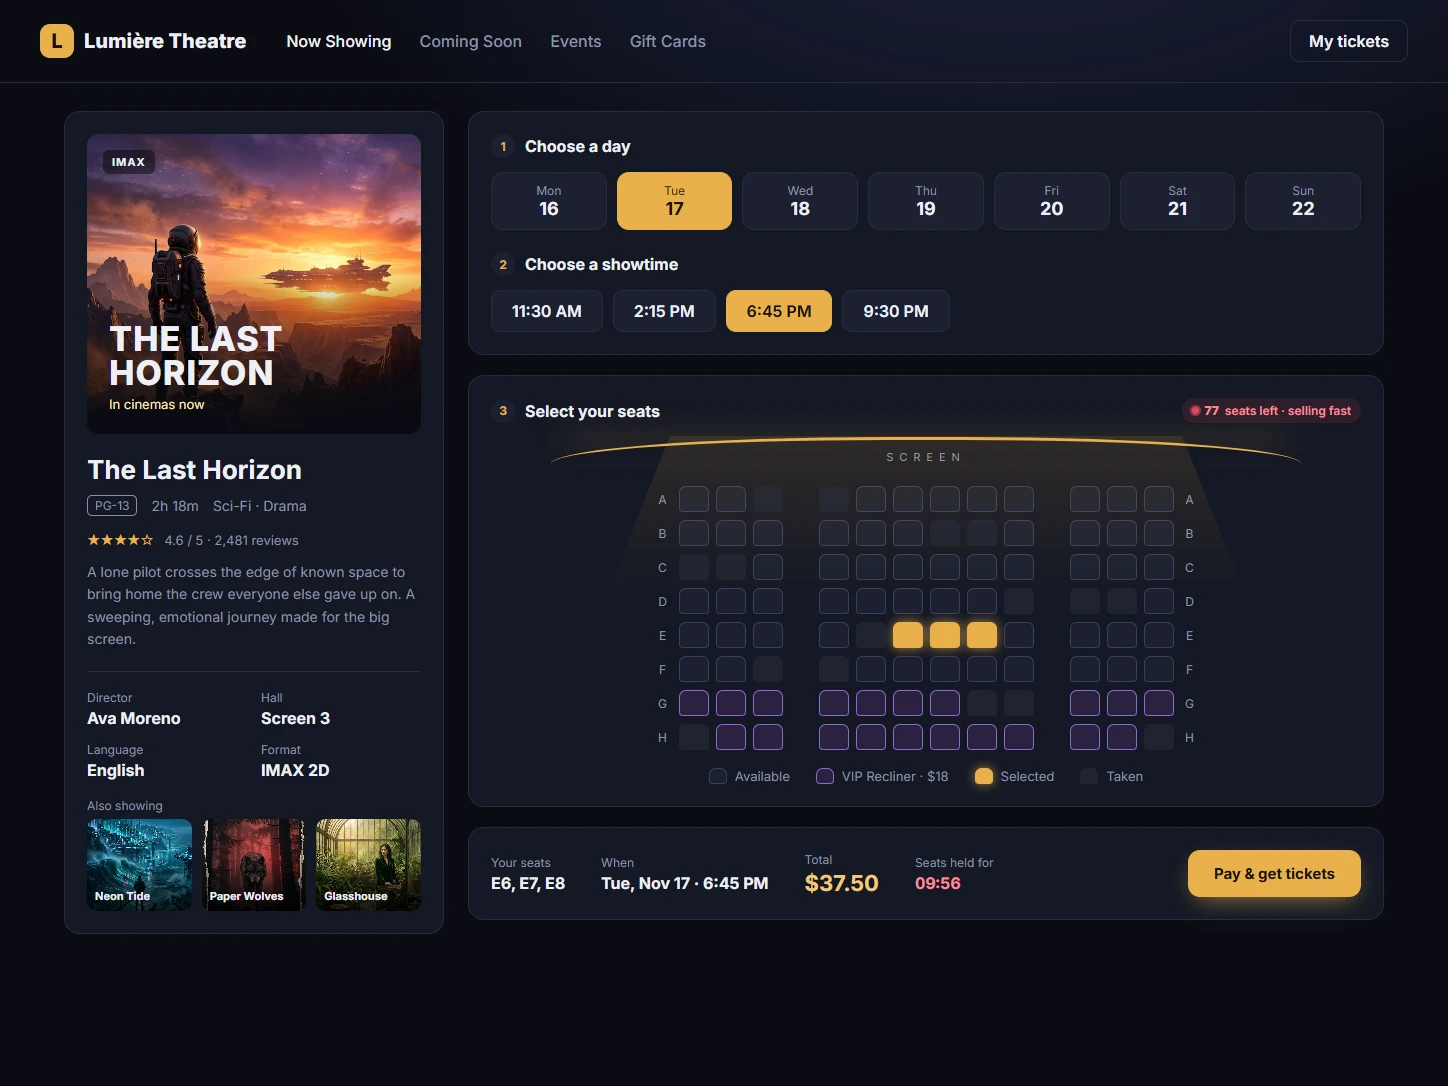 L Lumière Theatre Now Showing Coming Soon Events Gift Cards My tickets
IMAX
THE LAST
HORIZON
In cinemas now
The Last Horizon
PG-13 2h 18m Sci-Fi · Drama
★★★★☆ 4.6 / 5 · 2,481 reviews
A lone pilot crosses the edge of known space to
bring home the crew everyone else gave up on. A
sweeping, emotional journey made for the big
screen.
Director Hall
Ava Moreno Screen 3
Language Format
English IMAX 2D
Also showing
Neon Tide Paper Wolves Glasshouse
1 Choose a day
Mon Tue Wed Thu Fri Sat Sun
16 17 18 19 20 21 22
2 Choose a showtime
11:30 AM 2:15 PM 6:45 PM 9:30 PM
3 Select your seats 77 seats left · selling fast
SCREEN
A A
B B
C C
D D
E E
F F
G G
H H
Available VIP Recliner · $18 Selected Taken
Your seats When Total Seats held for
E6, E7, E8 Tue, Nov 17 · 6:45 PM $37.50 09:56 Pay & get tickets